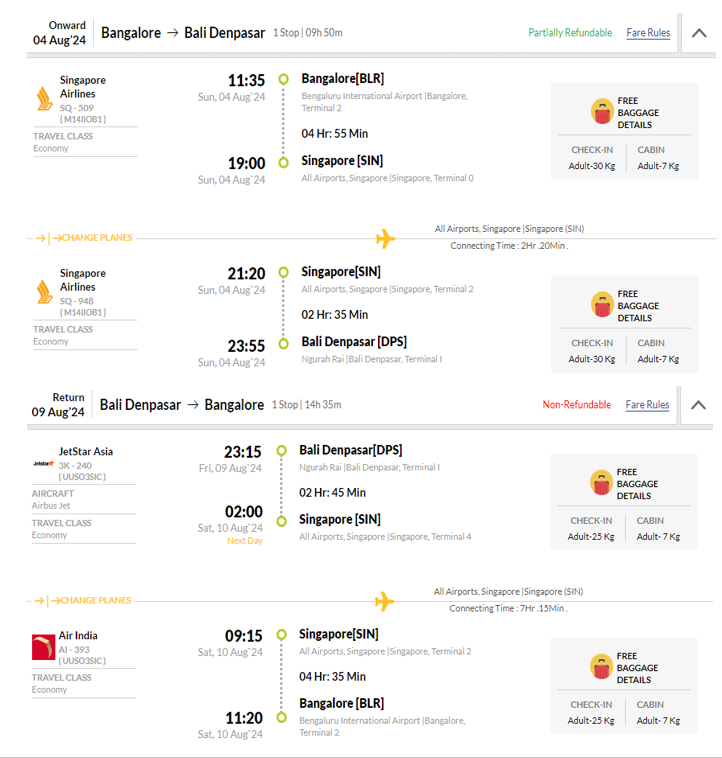 Onward
04 Aug'24
Bangalore → Bali Denpasar 1 Stop | 09h 50m
Partially Refundable Fare Rules
Singapore
Airlines
SQ - 509
(M14IIOB1)
TRAVEL CLASS
Economy
11:35
Sun, 04 Aug`24
Bangalore[BLR]
Bengaluru International Airport |Bangalore,
Terminal 2
04 Hr: 55 Min
19:00
Sun, 04 Aug`24
Singapore [SIN]
All Airports, Singapore |Singapore, Terminal 0
FREE
BAGGAGE
DETAILS
CHECK-IN CABIN
Adult-30 Kg Adult-7 Kg
CHANGE PLANES
All Airports, Singapore |Singapore (SIN)
Connecting Time : 2Hr .20Min .
Singapore
Airlines
SQ - 948
(M14IIOB1)
TRAVEL CLASS
Economy
21:20
Sun, 04 Aug`24
Singapore[SIN]
All Airports, Singapore |Singapore, Terminal 2
02 Hr: 35 Min
23:55
Sun, 04 Aug`24
Bali Denpasar [DPS]
Ngurah Rai |Bali Denpasar, Terminal I
FREE
BAGGAGE
DETAILS
CHECK-IN CABIN
Adult-30 Kg Adult-7 Kg
Return
09 Aug'24
Bali Denpasar → Bangalore 1 Stop | 14h 35m
Non-Refundable Fare Rules
Jetstar
JetStar Asia
3K - 240
(UUSO3SIC)
AIRCRAFT
Airbus Jet
TRAVEL CLASS
Economy
23:15
Fri, 09 Aug`24
Bali Denpasar[DPS]
Ngurah Rai |Bali Denpasar, Terminal I
02 Hr: 45 Min
02:00
Sat, 10 Aug`24
Next Day
Singapore [SIN]
All Airports, Singapore |Singapore, Terminal 4
FREE
BAGGAGE
DETAILS
CHECK-IN CABIN
Adult-25 Kg Adult- 7 Kg
CHANGE PLANES
All Airports, Singapore |Singapore (SIN)
Connecting Time : 7Hr .15Min .
Air India
AI - 393
(UUSO3SIC)
TRAVEL CLASS
Economy
09:15
Sat, 10 Aug`24
Singapore[SIN]
All Airports, Singapore |Singapore, Terminal 2
04 Hr: 35 Min
11:20
Sat, 10 Aug`24
Bangalore [BLR]
Bengaluru International Airport |Bangalore,
Terminal 2
FREE
BAGGAGE
DETAILS
CHECK-IN CABIN
Adult-25 Kg Adult- 7 Kg